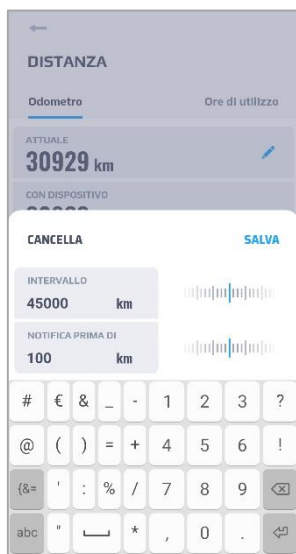 DISTANZA
Odometro Ore di utilizzo
ATTUALE
30929 km
CON DISPOSITIVO
CANCELLA SALVA
INTERVALLO
45000 km
NOTIFICA PRIMA DI
100 km
# € & _ - 1 2 3 ?
@ ( ) = + 4 5 6 !
{&= ' : % / 7 8 9
abc " * , 0 .